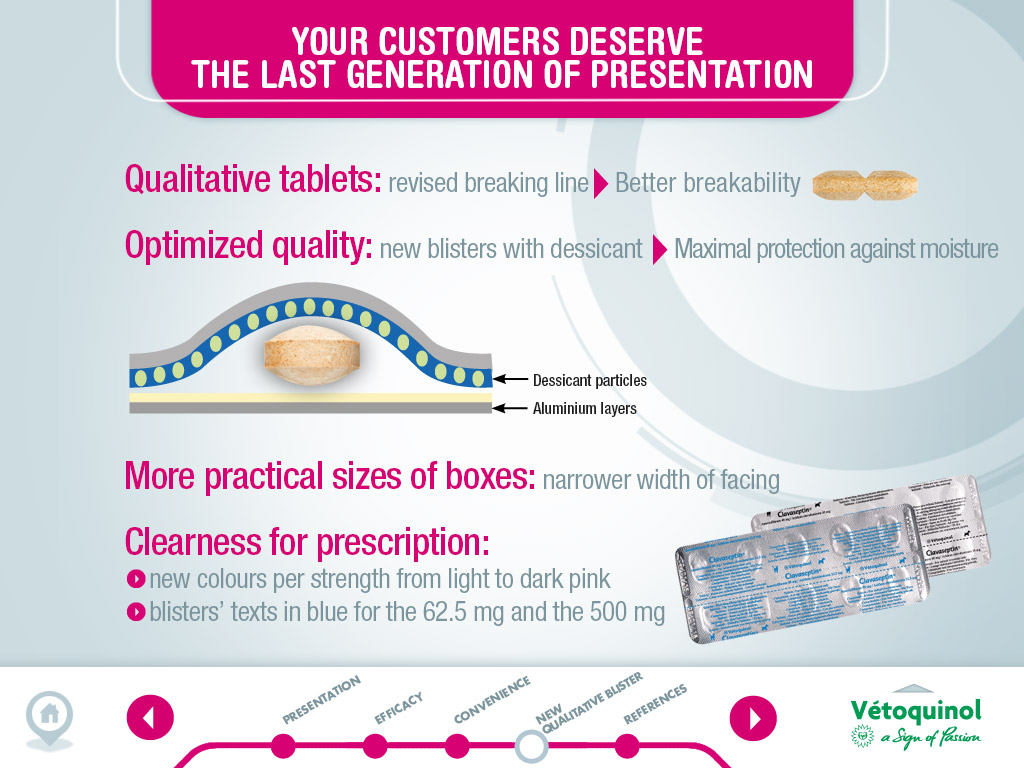 YOUR CUSTOMERS DESERVE
THE LAST GENERATION OF PRESENTATION
Qualitative tablets: revised breaking line Better breakability
Optimized quality: new blisters with dessicant Maximal protection against moisture
Dessicant particles
Aluminium layers
More practical sizes of boxes: narrower width of facing
Clavaseptin®
Vétoquinol
Clavaseptin®
Clavaseptin®
Clavaseptin®
Vétoquinol
Clearness for prescription:
new colours per strength from light to dark pink
blisters’ texts in blue for the 62.5 mg and the 500 mg
PRESENTATION
EFFICACY
CONVENIENCE
NEW
QUALITATIVE BLISTER
REFERENCES
Vétoquinol
a Sign of Passion